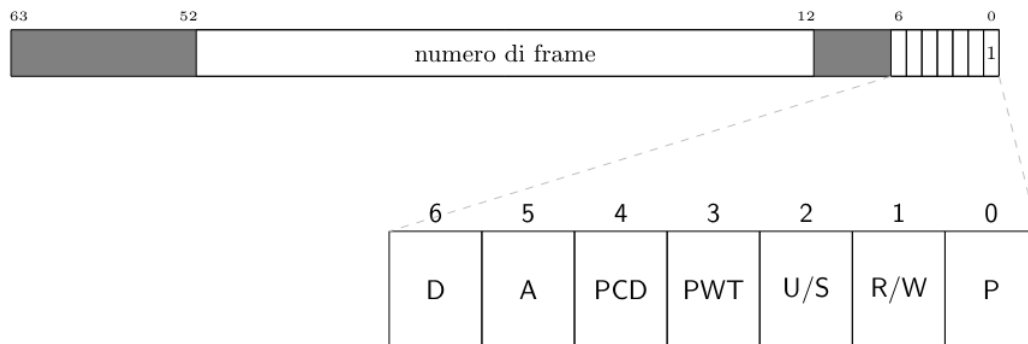 63 52 12 6 0
numero di frame 1
6 5 4 3 2 1 0
D A PCD PWT U/S R/W P